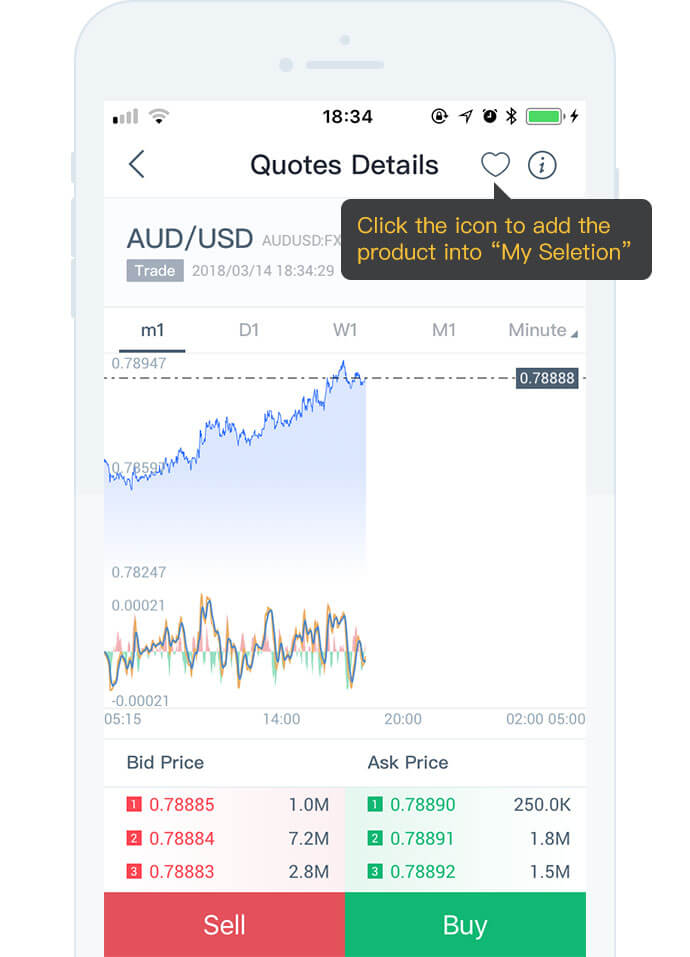 18:34
Quotes Details
Click the icon to add the
product into “My Seletion”
AUD/USD AUDUSD:FX
Trade 2018/03/14 18:34:29
m1 D1 W1 M1 Minute
0.78947
0.78888
0.78597
0.78247
0.00021
-0.00021
05:15 14:00 20:00 02:00 05:00
Bid Price Ask Price
1 0.78885 1.0M 1 0.78890 250.0K
2 0.78884 7.2M 2 0.78891 1.8M
3 0.78883 2.8M 3 0.78892 1.5M
Sell Buy